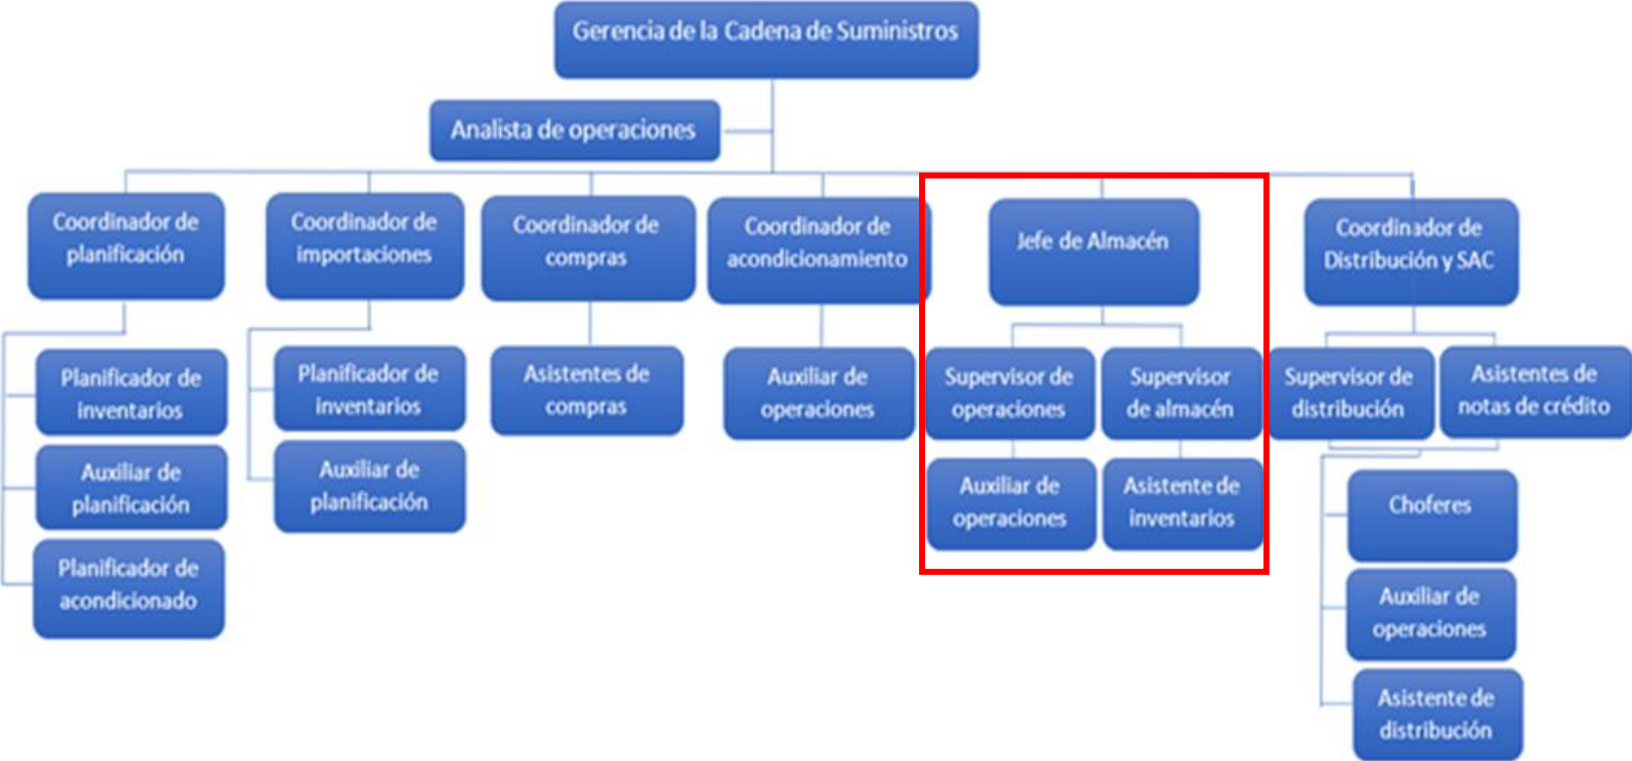 Gerencia de la Cadena de Suministros
Analista de operaciones
Coordinador de
planificación
Coordinador de
importaciones
Coordinador de
compras
Coordinador de
acondicionamiento
Jefe de Almacén
Coordinador de
Distribución y SAC
Planificador de
inventarios
Auxiliar de
planificación
Planificador de
acondicionado
Planificador de
inventarios
Auxiliar de
planificación
Asistentes de
compras
Auxiliar de
operaciones
Supervisor de
operaciones
Auxiliar de
operaciones
Supervisor
de almacén
Asistente de
inventarios
Supervisor de
distribución
Asistentes de
notas de crédito
Choferes
Auxiliar de
operaciones
Asistente de
distribución